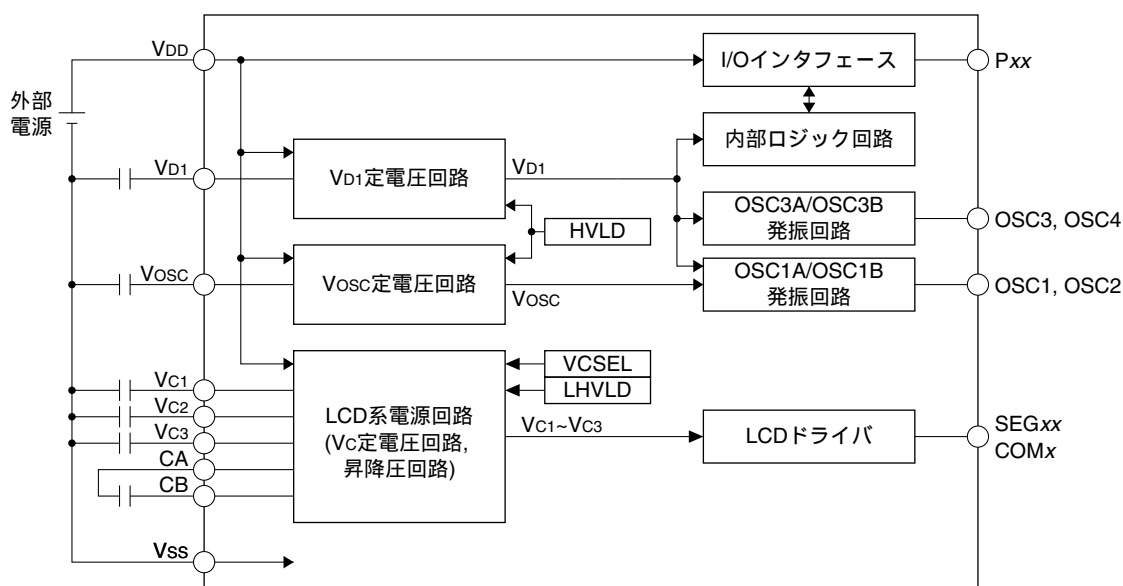 VDD
I/Oインタフェース
Pxx
外部
電源
内部ロジック回路
VD1
VD1定電圧回路
VD1
OSC3A/OSC3B
発振回路
OSC3, OSC4
HVLD
VOSC
VOSC定電圧回路
VOSC
OSC1A/OSC1B
発振回路
OSC1, OSC2
VCSEL
LHVLD
VC1
VC2
VC3
CA
CB
LCD系電源回路
(VC定電圧回路,
昇降圧回路)
VC1~VC3
LCDドライバ
SEGxx
COMx
VSS